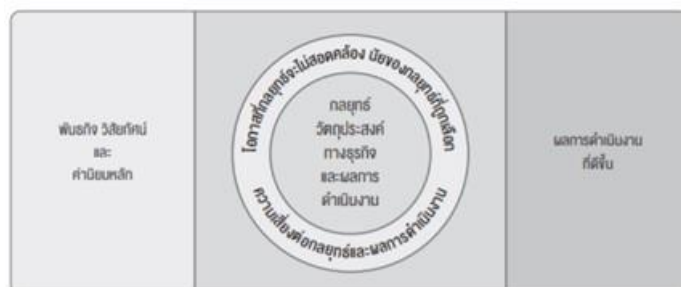 พันธกิจ วิสัยทัศน์
และ
ค่านิยมหลัก
โอกาสที่กลยุทธ์จะไม่สอดคล้อง นัยของกลยุทธ์ที่ถูกเลือก
กลยุทธ์
วัตถุประสงค์
ทางธุรกิจ
และผลการ
ดำเนินงาน
ความเสี่ยงต่อกลยุทธ์และผลการดำเนินงาน
ผลการดำเนินงาน
ที่ดีขึ้น